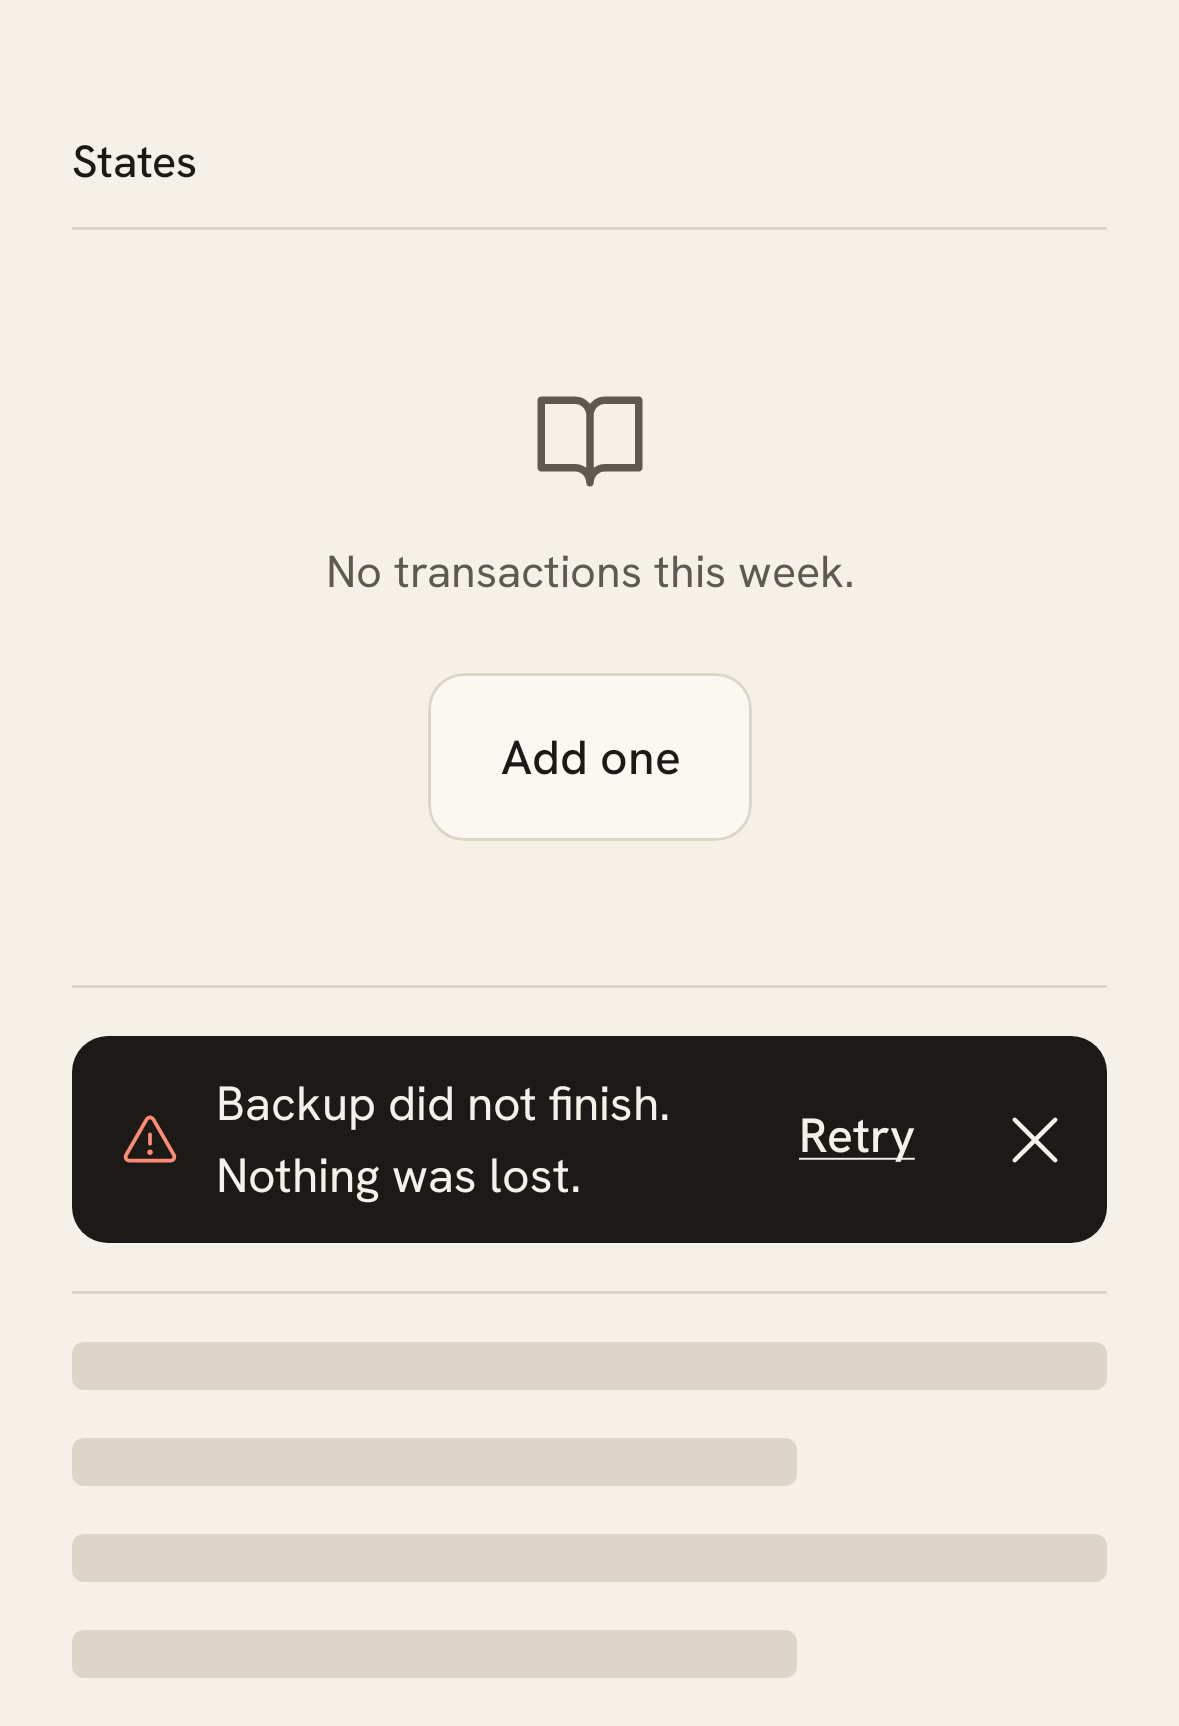 States
No transactions this week.
Add one
Backup did not finish.
Nothing was lost.
Retry